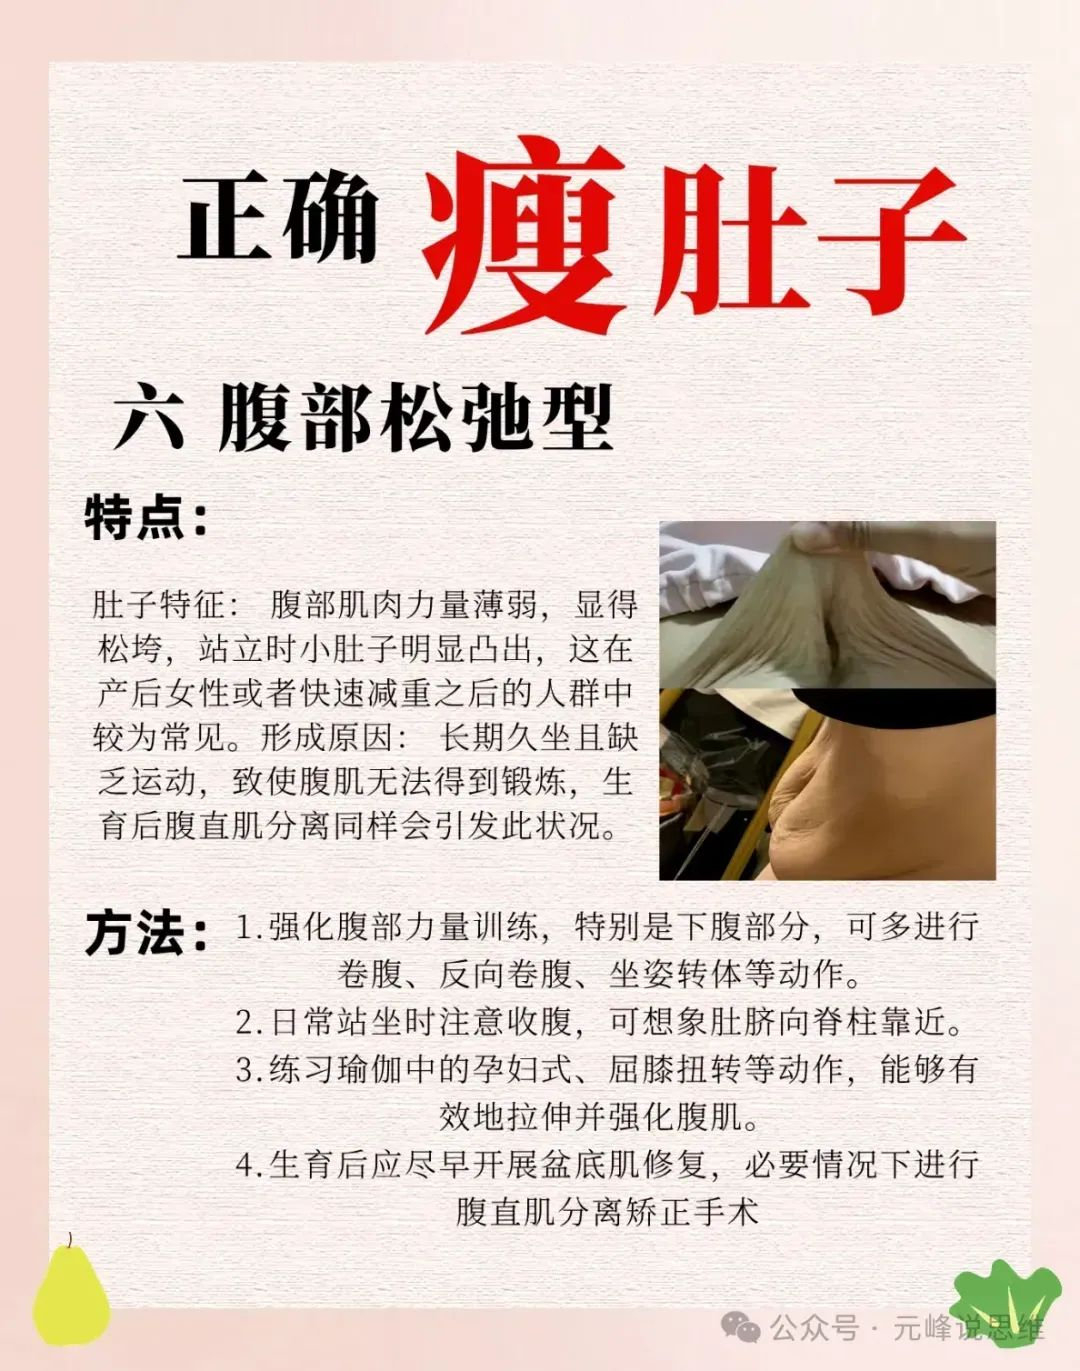 正确 瘦肚子
六 腹部松弛型
特点：
肚子特征： 腹部肌肉力量薄弱，显得
松垮，站立时小肚子明显凸出，这在
产后女性或者快速减重之后的人群中
较为常见。形成原因： 长期久坐且缺
乏运动，致使腹肌无法得到锻炼，生
育后腹直肌分离同样会引发此状况。
方法：
1.强化腹部力量训练，特别是下腹部分，可多进行
卷腹、反向卷腹、坐姿转体等动作。
2.日常站坐时注意收腹，可想象肚脐向脊柱靠近。
3.练习瑜伽中的孕妇式、屈膝扭转等动作，能够有
效地拉伸并强化腹肌。
4.生育后应尽早开展盆底肌修复，必要情况下进行
腹直肌分离矫正手术
公众号 · 元峰说思维